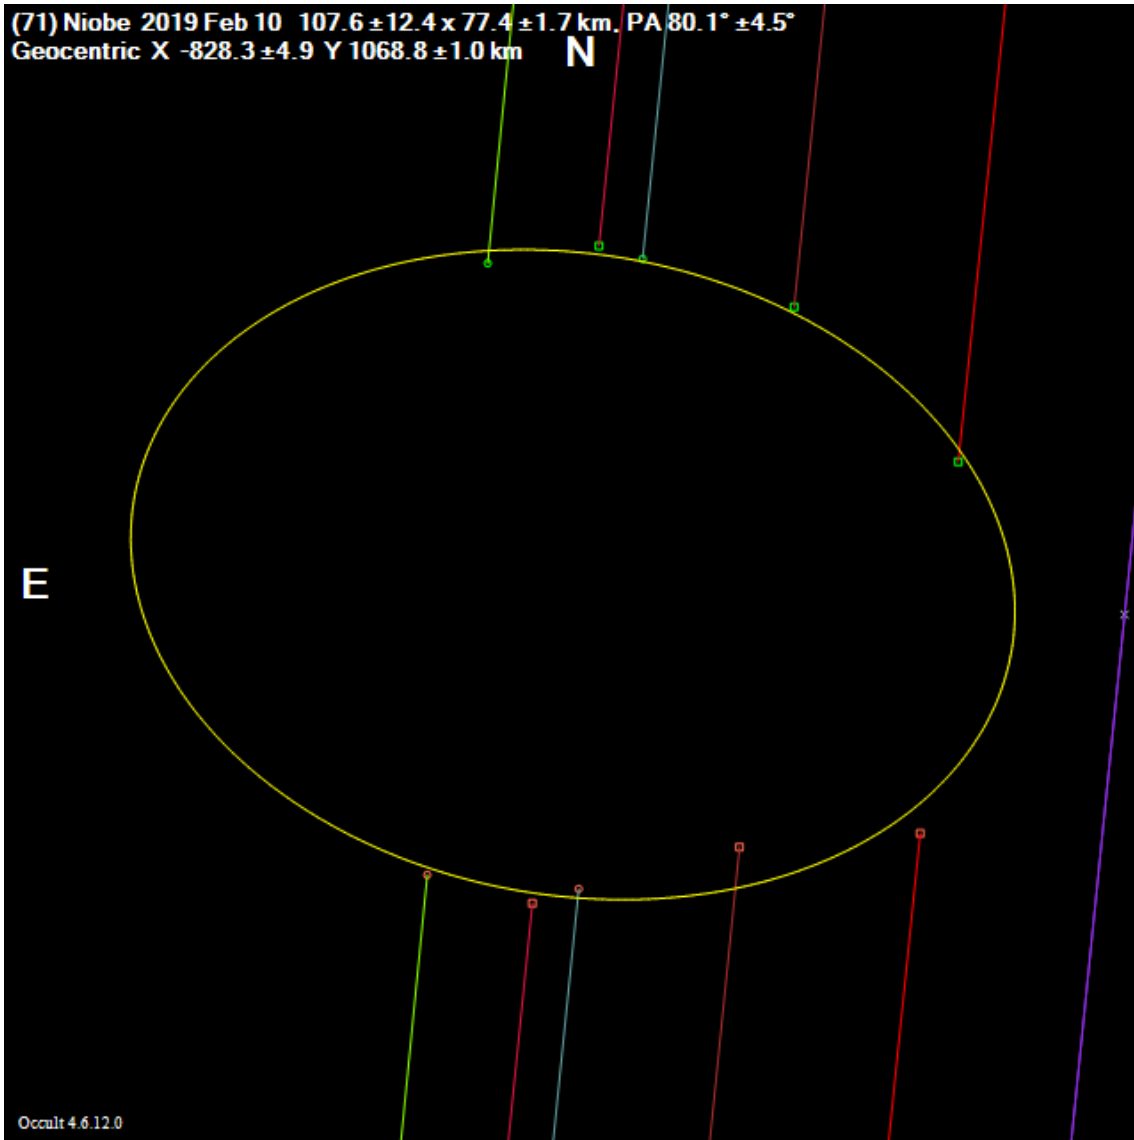 (71) Niobe 2019 Feb 10 107.6 ±12.4 x 77.4 ±1.7 km, PA 80.1° ±4.5°
Geocentric X -828.3 ±4.9 Y 1068.8 ±1.0 km
N
E
Occult 4.6.12.0